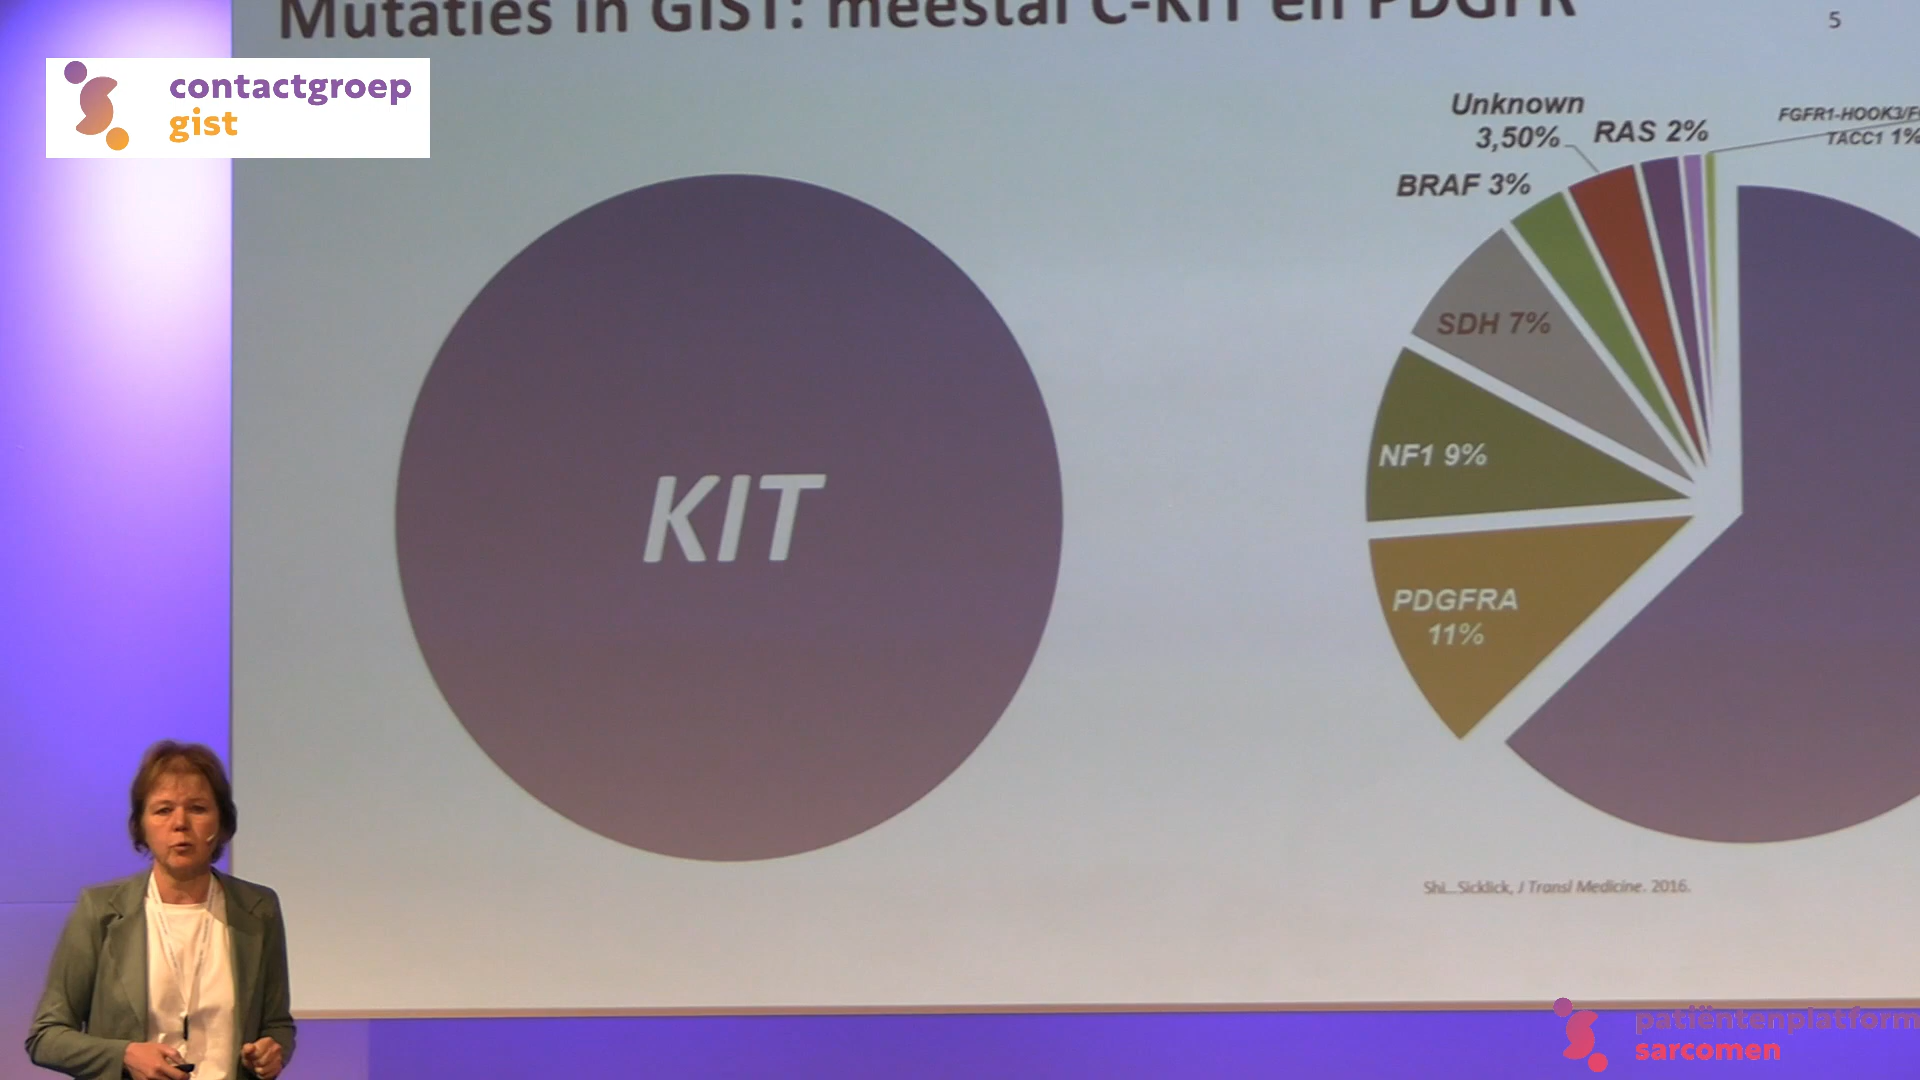 Mutaties in GIST: meestal C-KIT en PDGFR
5
contactgroep
gist
Unknown
3,50%
RAS 2%
FGFR1-HOOK3/
TACC1 1%
BRAF 3%
SDH 7%
NF1 9%
KIT
PDGFRA
11%
Shi...Sicklick, J Transl Medicine. 2016.
patiëntenplatform
sarcomen